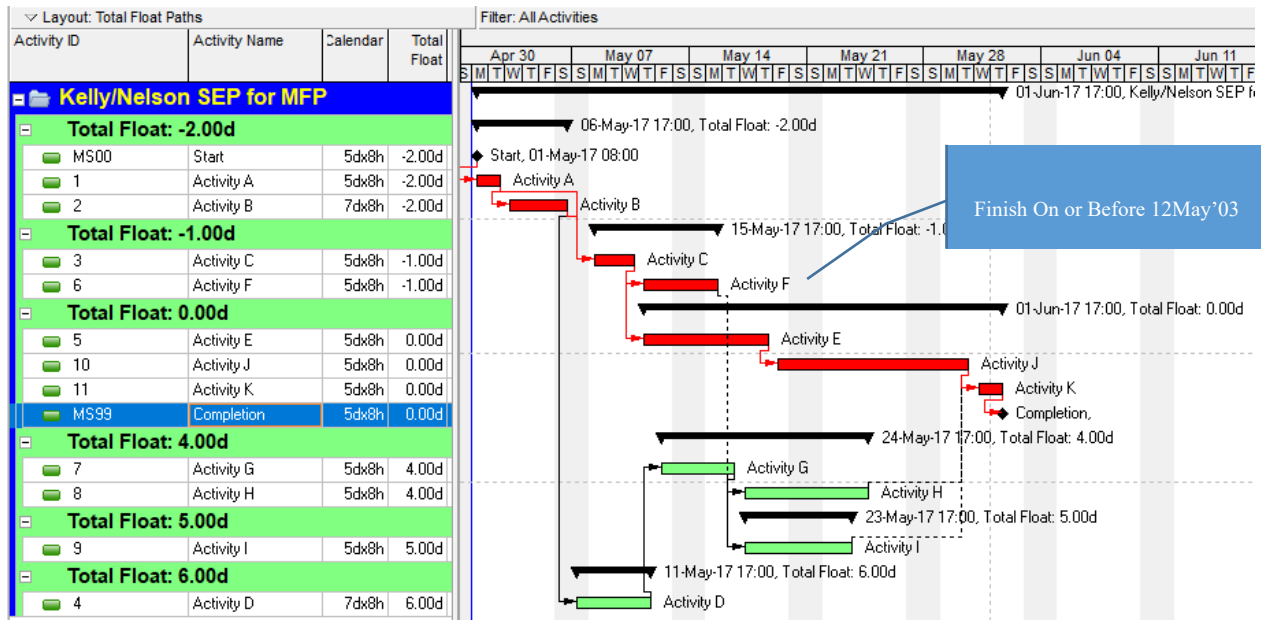 Layout: Total Float Paths Filter: All Activities
Activity ID Activity Name Calendar Total Float
Apr 30 May 07 May 14 May 21 May 28 Jun 04 Jun 11
S M T W T F S S M T W T F S S M T W T F S S M T W T F S S M T W T F S S M T W T F S S M T W T F
Kelly/Nelson SEP for MFP 01-Jun-17 17:00, Kelly/Nelson SEP f
Total Float: -2.00d 06-May-17 17:00, Total Float: -2.00d
MS00 Start 5dx8h -2.00d Start, 01-May-17 08:00
1 Activity A 5dx8h -2.00d Activity A
2 Activity B 7dx8h -2.00d Activity B
Finish On or Before 12May’03
Total Float: -1.00d 15-May-17 17:00, Total Float: -1.0
3 Activity C 5dx8h -1.00d Activity C
6 Activity F 5dx8h -1.00d Activity F
Total Float: 0.00d 01-Jun-17 17:00, Total Float: 0.00d
5 Activity E 5dx8h 0.00d Activity E
10 Activity J 5dx8h 0.00d Activity J
11 Activity K 5dx8h 0.00d Activity K
MS99 Completion 5dx8h 0.00d Completion,
Total Float: 4.00d 24-May-17 17:00, Total Float: 4.00d
7 Activity G 5dx8h 4.00d Activity G
8 Activity H 5dx8h 4.00d Activity H
Total Float: 5.00d 23-May-17 17:00, Total Float: 5.00d
9 Activity I 5dx8h 5.00d Activity I
Total Float: 6.00d 11-May-17 17:00, Total Float: 6.00d
4 Activity D 7dx8h 6.00d Activity D